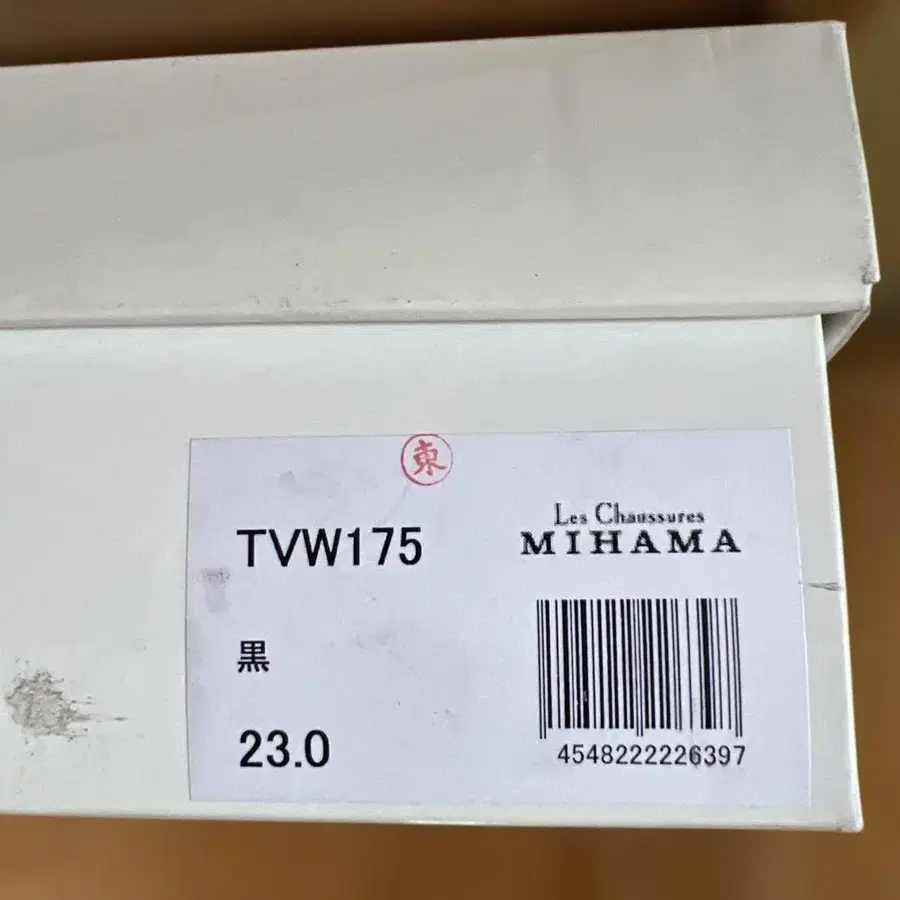 東
TVW175
Les Chaussures
MIHAMA
黒
23.0
4548222226397